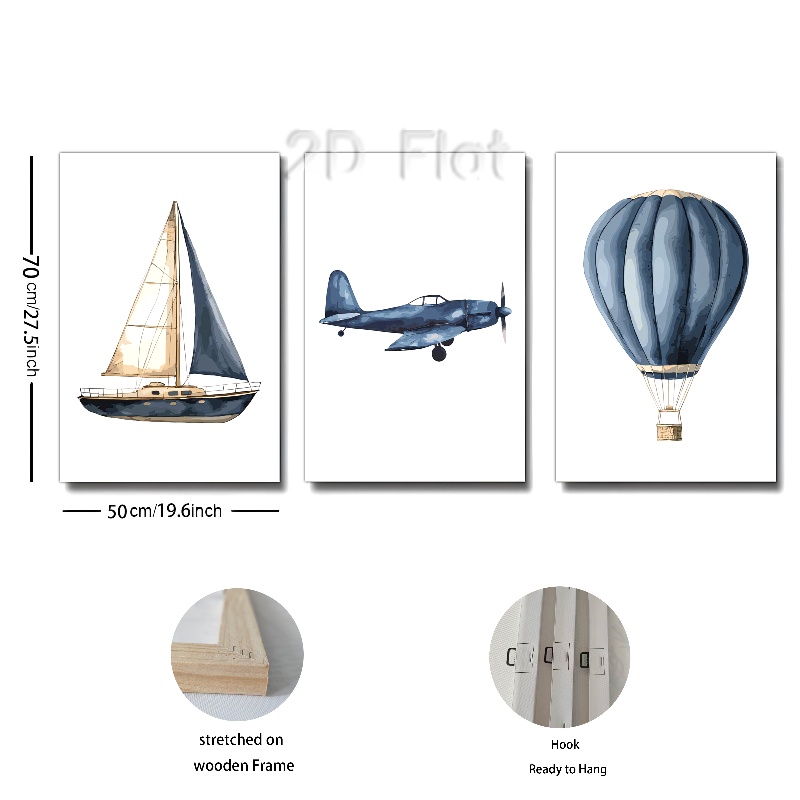 2D Flat
70 cm/27.5inch
50cm/19.6inch
stretched on
wooden Frame
Hook
Ready to Hang